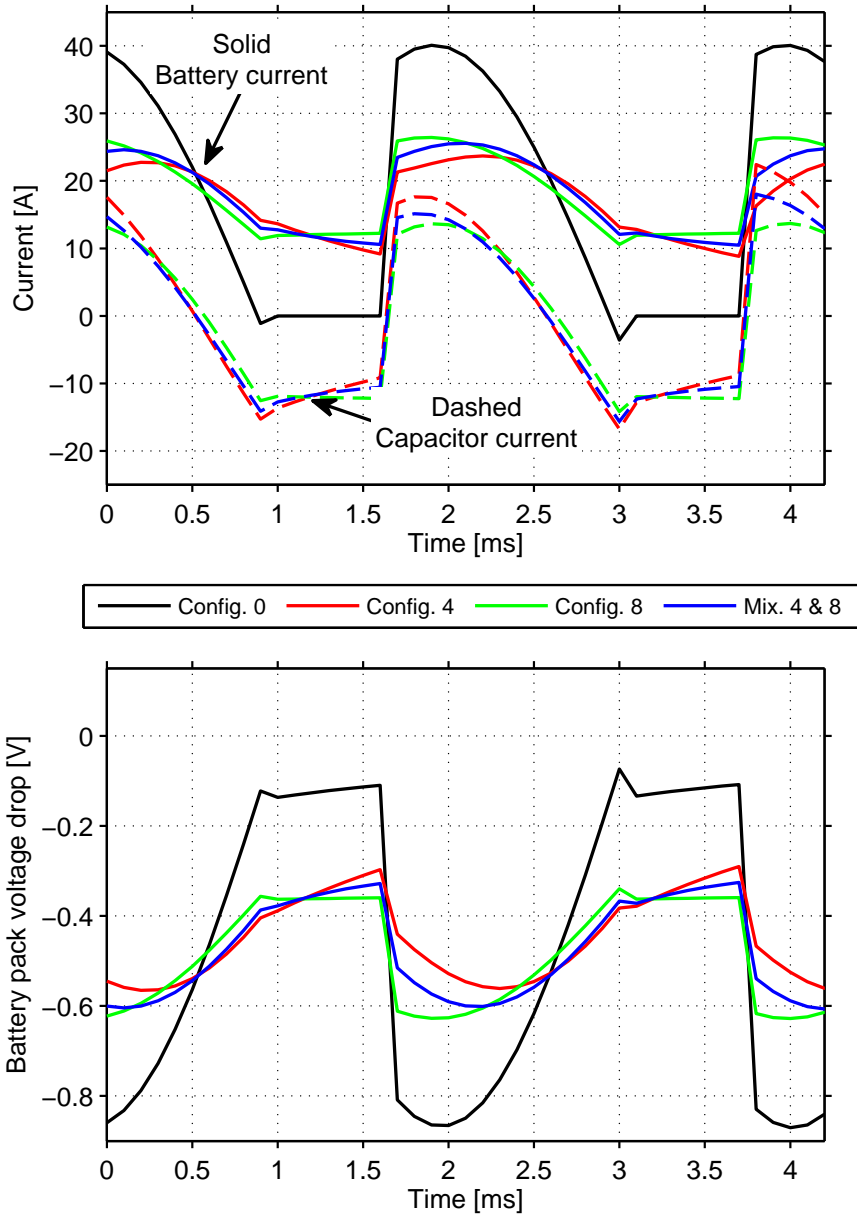 40
30
20
10
0
−10
−20
Current [A]
Solid
Battery current
Dashed
Capacitor current
0 0.5 1 1.5 2 2.5 3 3.5 4
Time [ms]
Config. 0 Config. 4 Config. 8 Mix. 4 & 8
0
−0.2
−0.4
−0.6
−0.8
Battery pack voltage drop [V]
0 0.5 1 1.5 2 2.5 3 3.5 4
Time [ms]